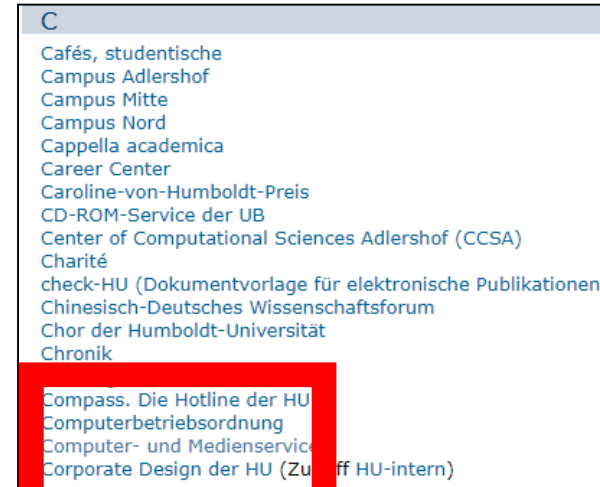 C
Cafés, studentische
Campus Adlershof
Campus Mitte
Campus Nord
Cappella academica
Career Center
Caroline-von-Humboldt-Preis
CD-ROM-Service der UB
Center of Computational Sciences Adlershof (CCSA)
Charité
check-HU (Dokumentvorlage für elektronische Publikationen
Chinesisch-Deutsches Wissenschaftsforum
Chor der Humboldt-Universität
Chronik
Compass. Die Hotline der HU
Computerbetriebsordnung
Computer- und Medienservice
Corporate Design der HU (Zu ff HU-intern)